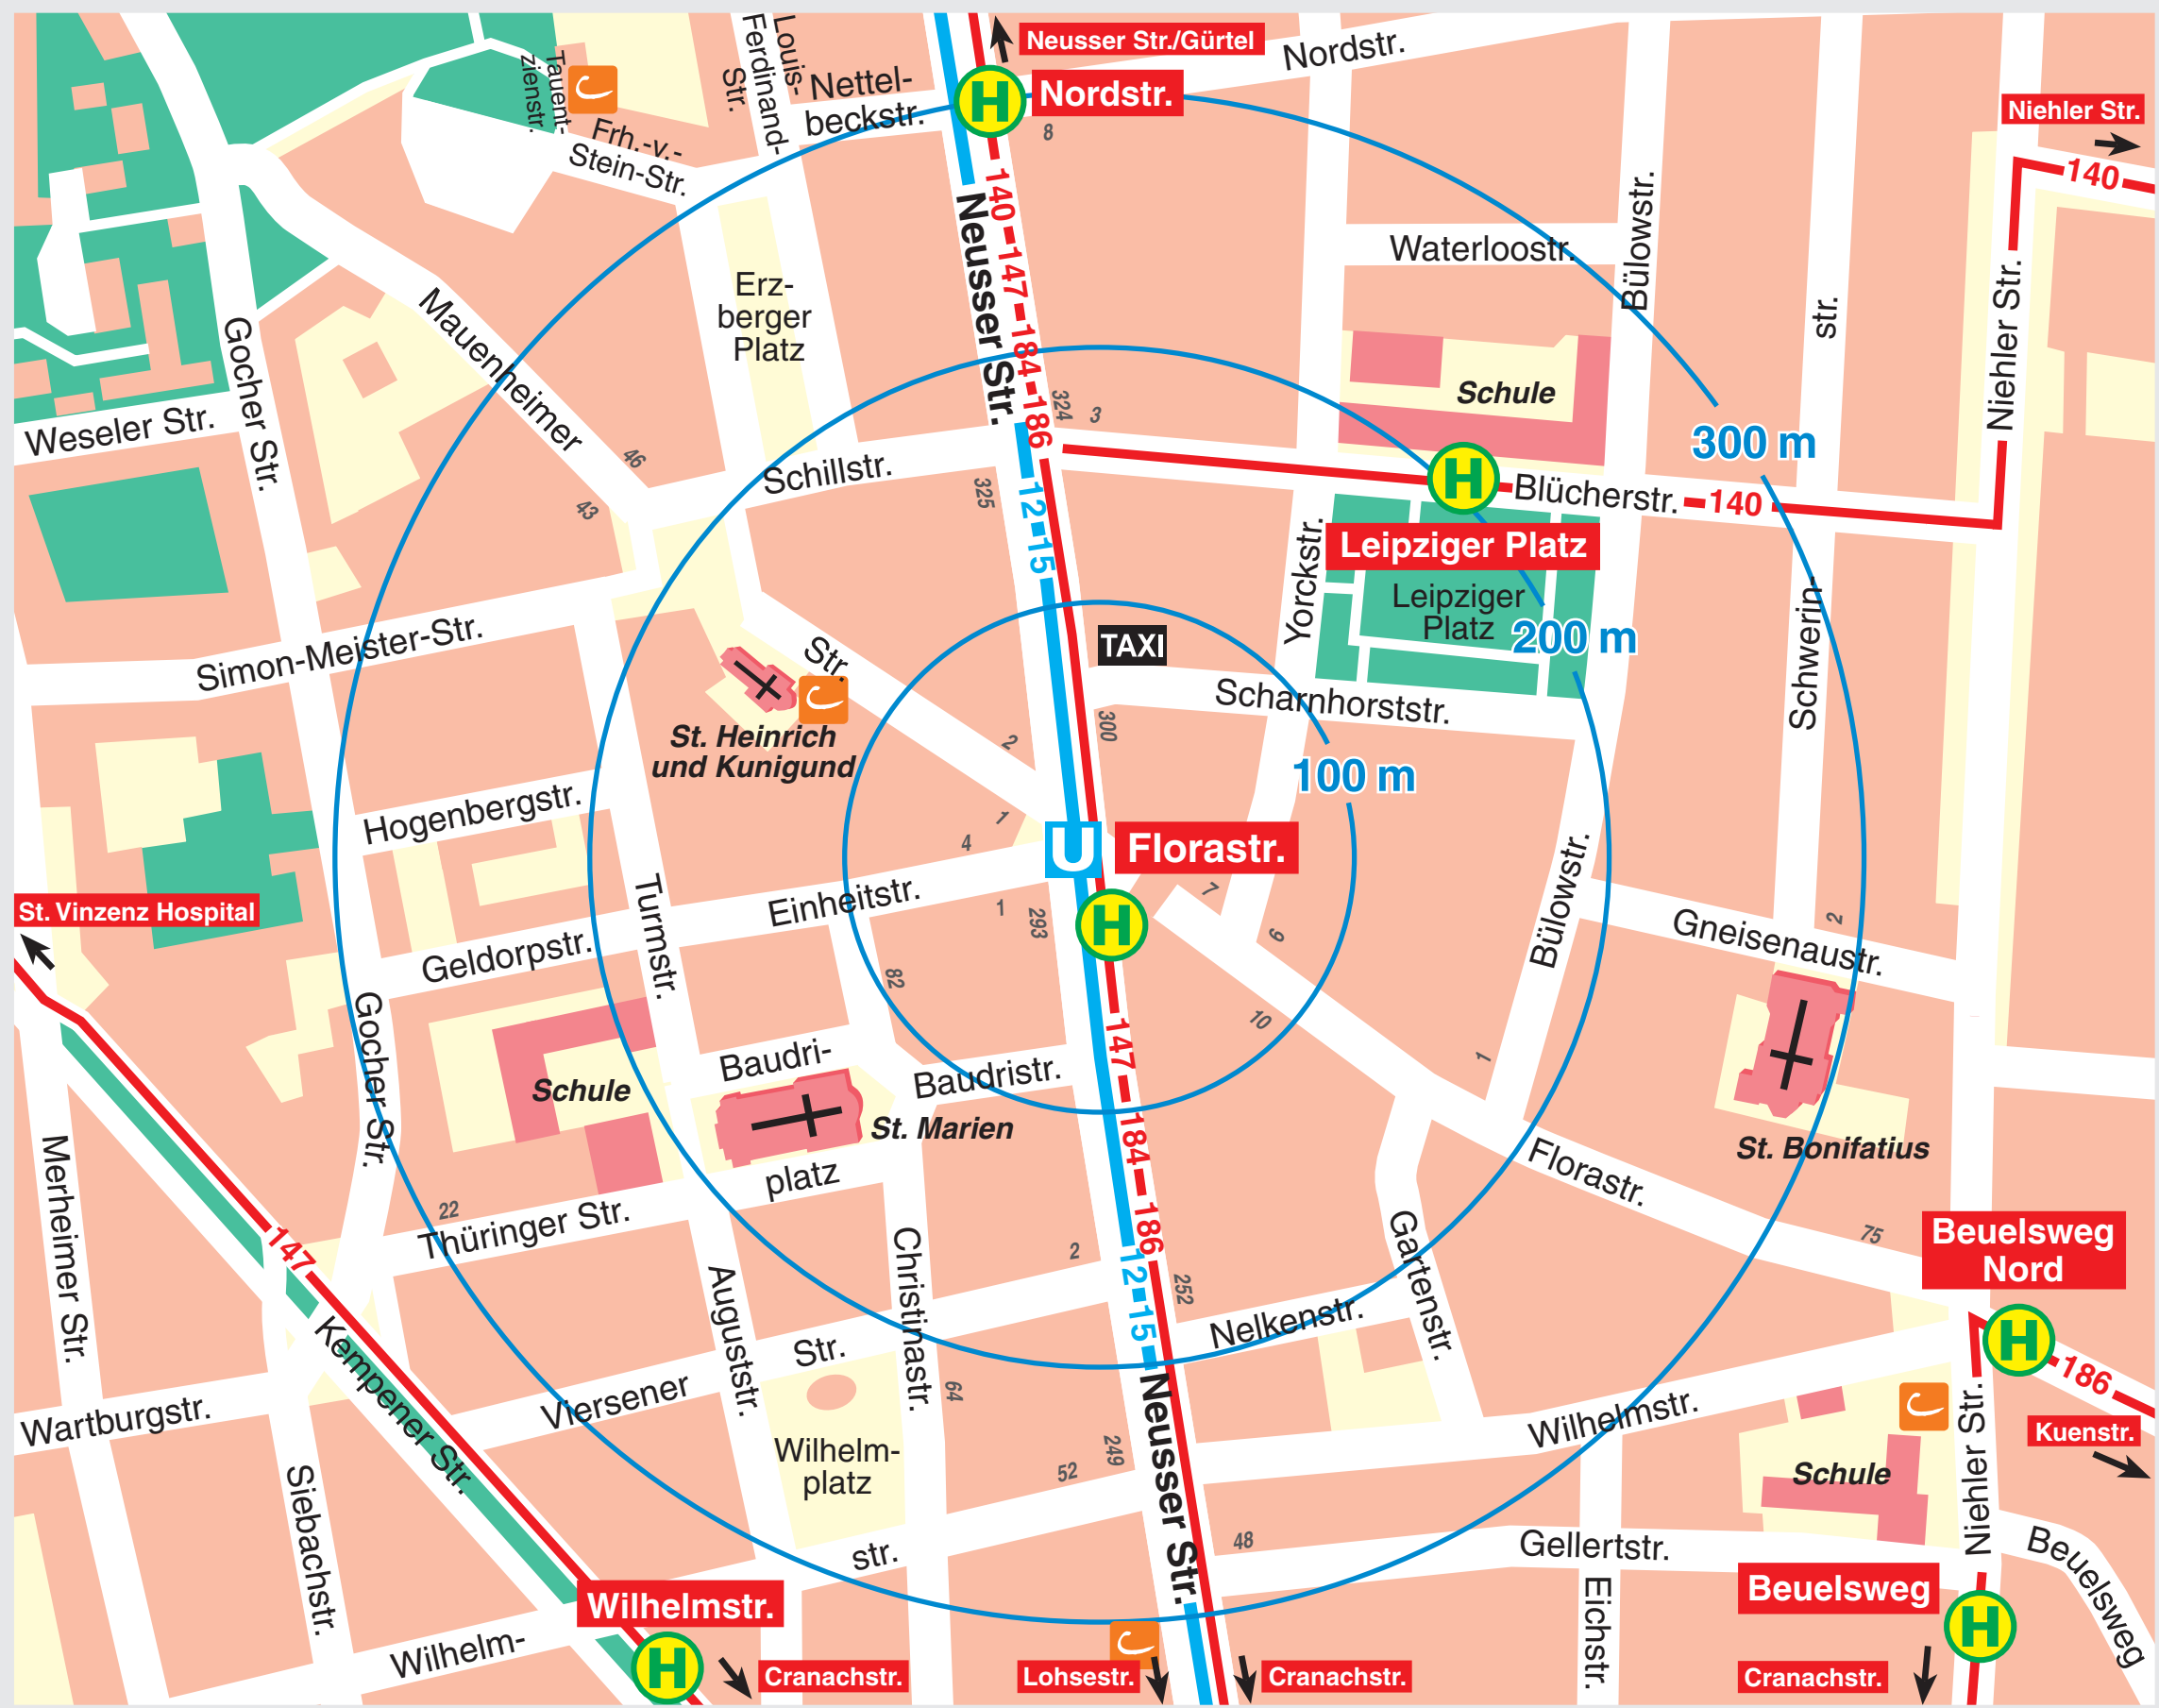 Neusser Str./Gürtel
Nordstr.
Louis-
Ferdinand-
Str.
Tauent-
zienstr.
Nettel-
beckstr.
H
Nordstr.
Frh.-v.-
Stein-Str.
8
Niehler Str.
140
140-147-184-186
Neusser Str.
Waterloostr.
Bülowstr.
str.
Niehler Str.
Erz-
berger
Platz
Mauenheimer
Gocher Str.
Weseler Str.
46
43
Schillstr.
324
3
325
Schule
300 m
H
Blücherstr.
140
Leipziger Platz
Leipziger
Platz
200 m
Yorckstr.
12-15
Schwerin-
Simon-Meister-Str.
Str.
TAXI
Scharnhorststr.
St. Heinrich
und Kunigund
2
300
100 m
Hogenbergstr.
1
4
U
Florastr.
H
7
6
10
1
293
Einheitstr.
Turmstr.
Geldorpstr.
82
St. Vinzenz Hospital
Bülowstr.
Gneisenaustr.
2
1
Gocher Str.
Schule
Baudri-
platz
Baudristr.
St. Marien
147-184-186
St. Bonifatius
Florastr.
75
Merheimer Str.
22
Thüringer Str.
147
Kempener Str.
Auguststr.
Christinastr.
2
252
12-15
Nelkenstr.
Gartenstr.
Beuelsweg
Nord
H
186
Kuenstr.
Wartburgstr.
Viersener
Str.
64
Wilhelm-
platz
249
52
Neusser Str.
48
Wilhelmstr.
Schule
Niehler Str.
Gellertstr.
Eichstr.
Beuelsweg
Beuelsweg
H
Cranachstr.
Siebachstr.
Wilhelm-
str.
Wilhelmstr.
H
Cranachstr.
Lohsestr.
Cranachstr.